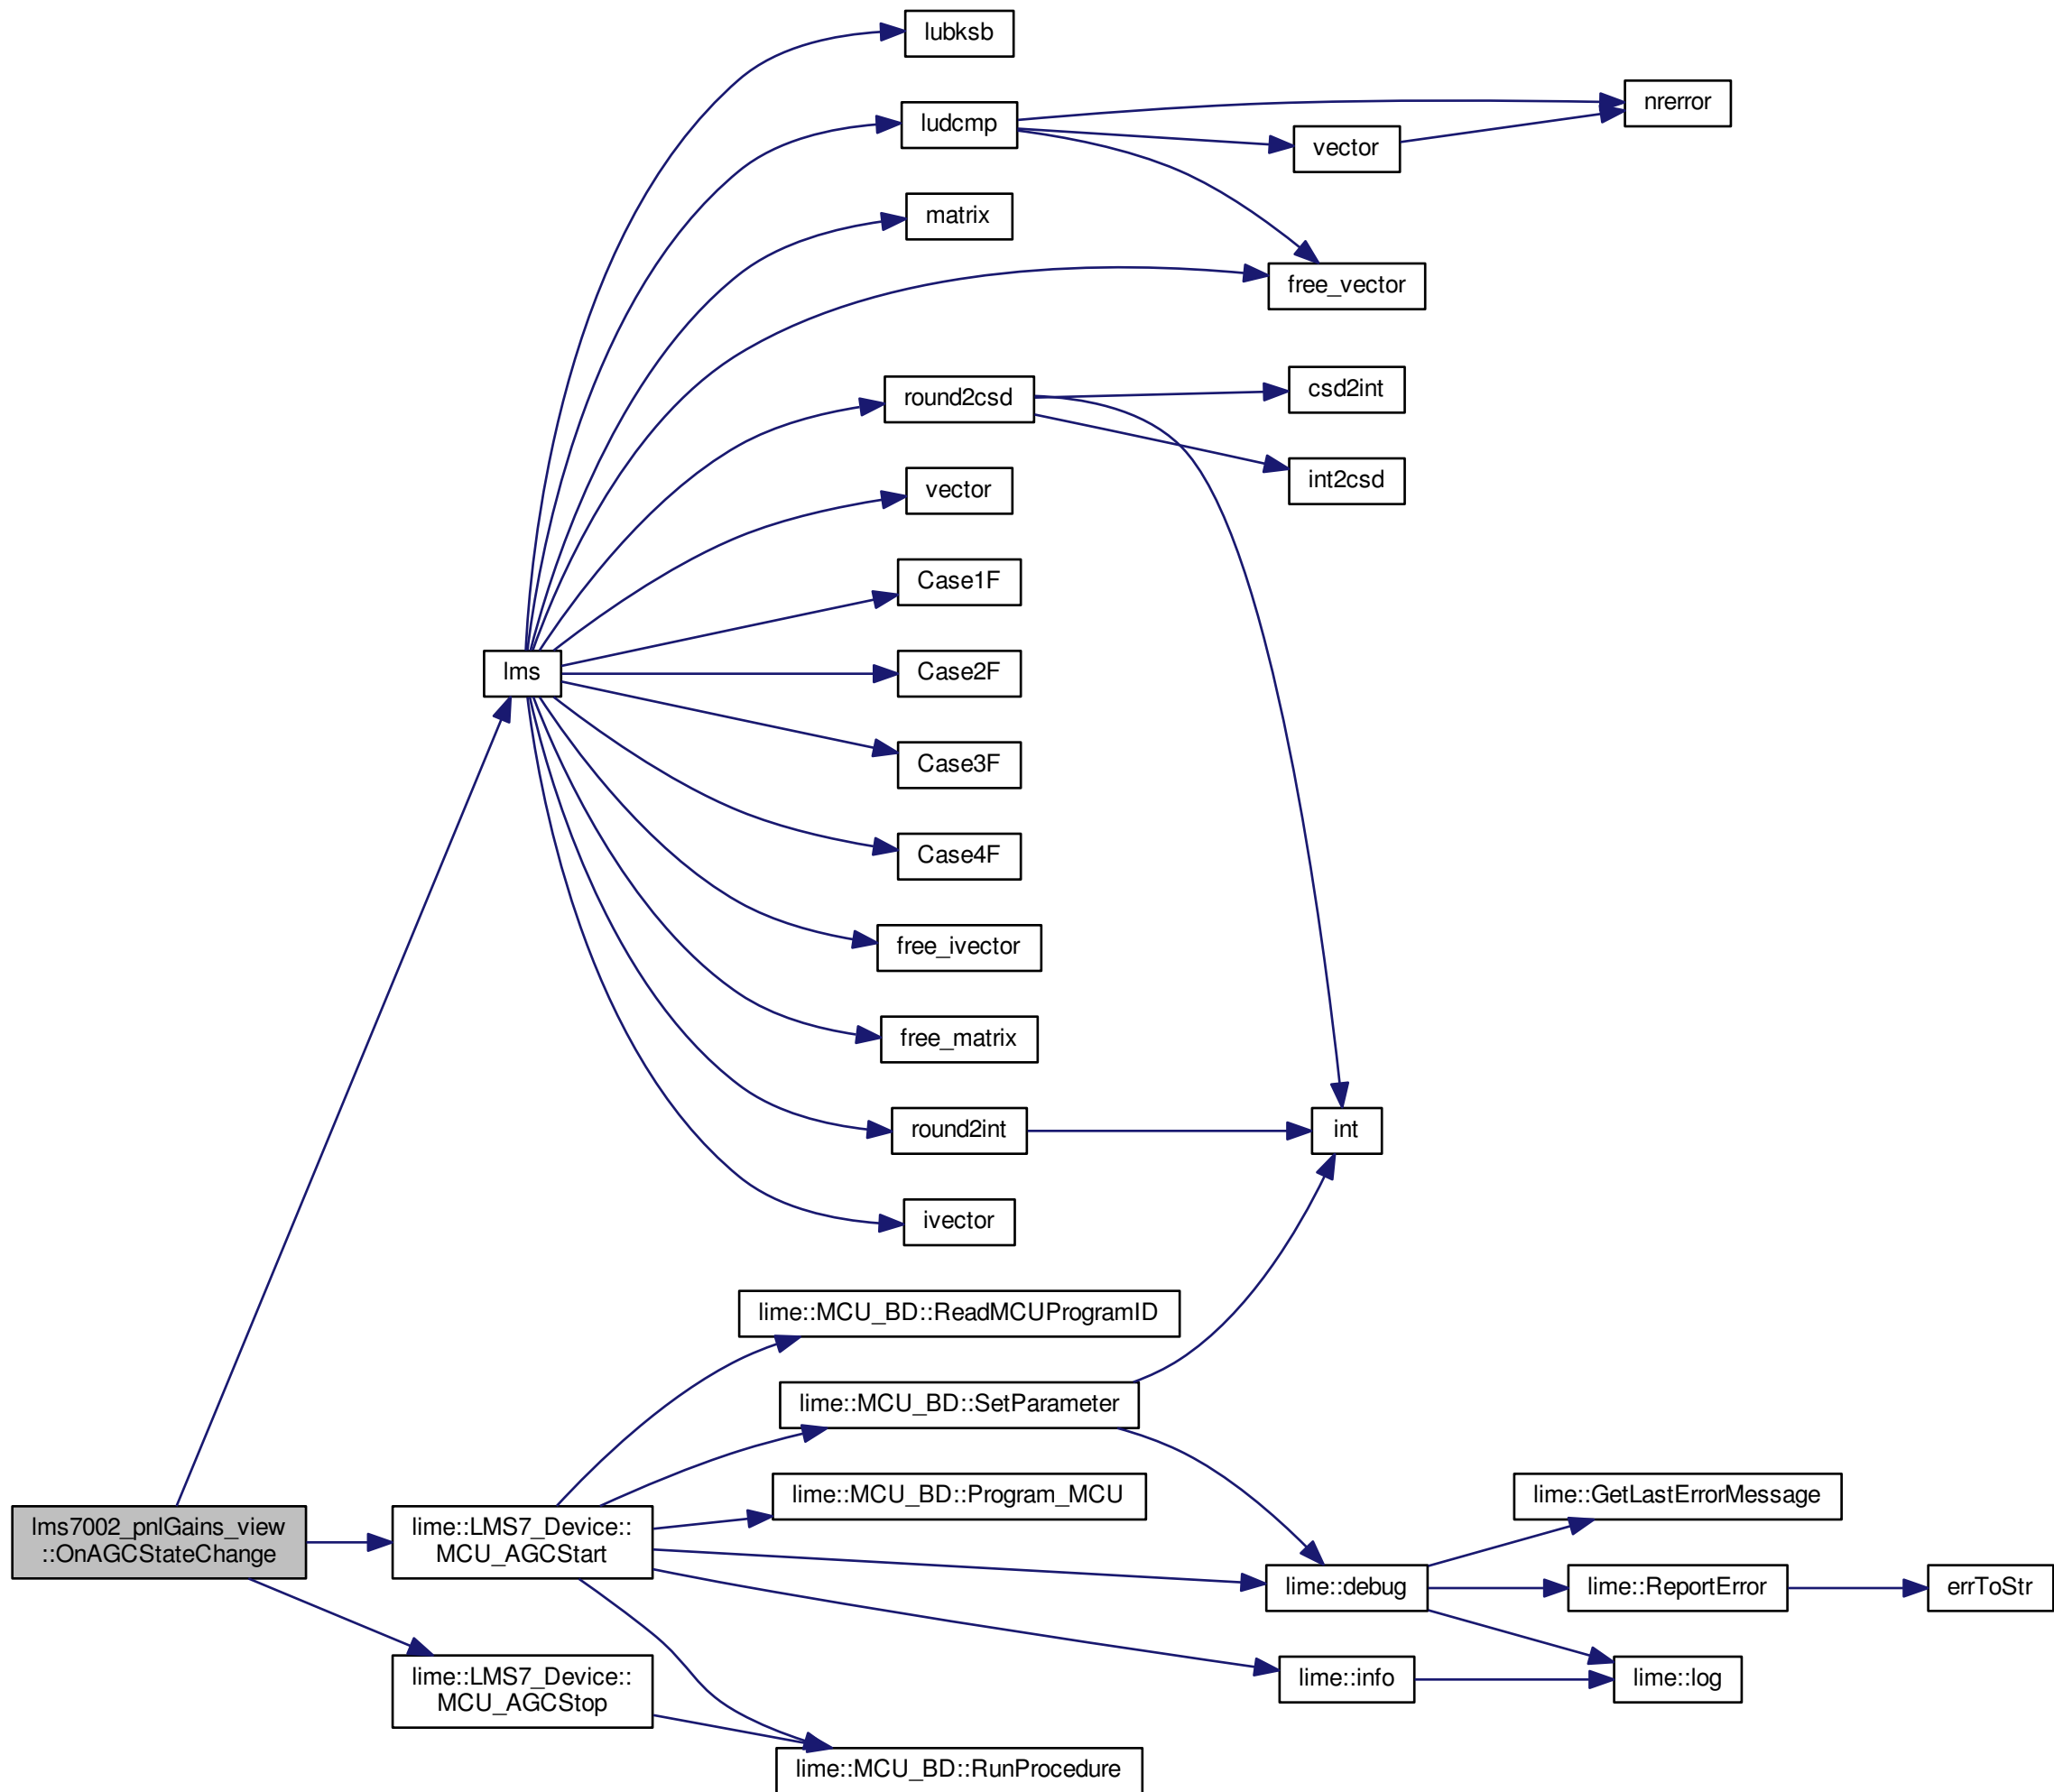 lubksb
nrerror
ludcmp
vector
matrix
free_vector
csd2int
round2csd
int2csd
vector
Case1F
lms
Case2F
Case3F
Case4F
free_ivector
free_matrix
round2int
int
ivector
lime::MCU_BD::ReadMCUProgramID
lime::MCU_BD::SetParameter
lime::MCU_BD::Program_MCU
lime::GetLastErrorMessage
lms7002_pnlGains_view
::OnAGCStateChange
lime::LMS7_Device::
MCU_AGCStart
lime::debug
lime::ReportError
errToStr
lime::LMS7_Device::
MCU_AGCStop
lime::info
lime::log
lime::MCU_BD::RunProcedure